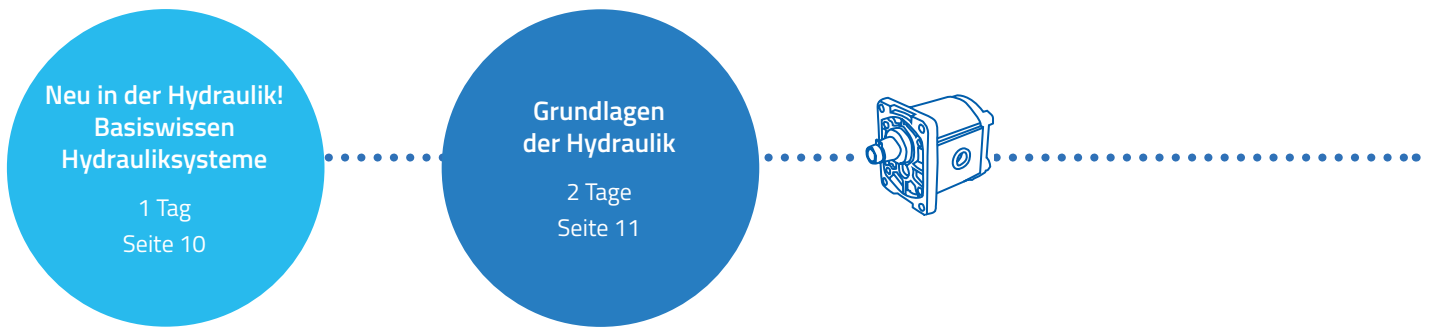 Neu in der Hydraulik!
Basiswissen
Hydrauliksysteme
1 Tag
Seite 10
Grundlagen
der Hydraulik
2 Tage
Seite 11